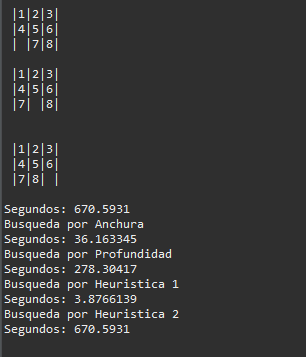 |1|2|3|
|4|5|6|
| |7|8|

|1|2|3|
|4|5|6|
|7| |8|

|1|2|3|
|4|5|6|
|7|8| |

Segundos: 670.5931
Busqueda por Anchura
Segundos: 36.163345
Busqueda por Profundidad
Segundos: 278.30417
Busqueda por Heuristica 1
Segundos: 3.8766139
Busqueda por Heuristica 2
Segundos: 670.5931